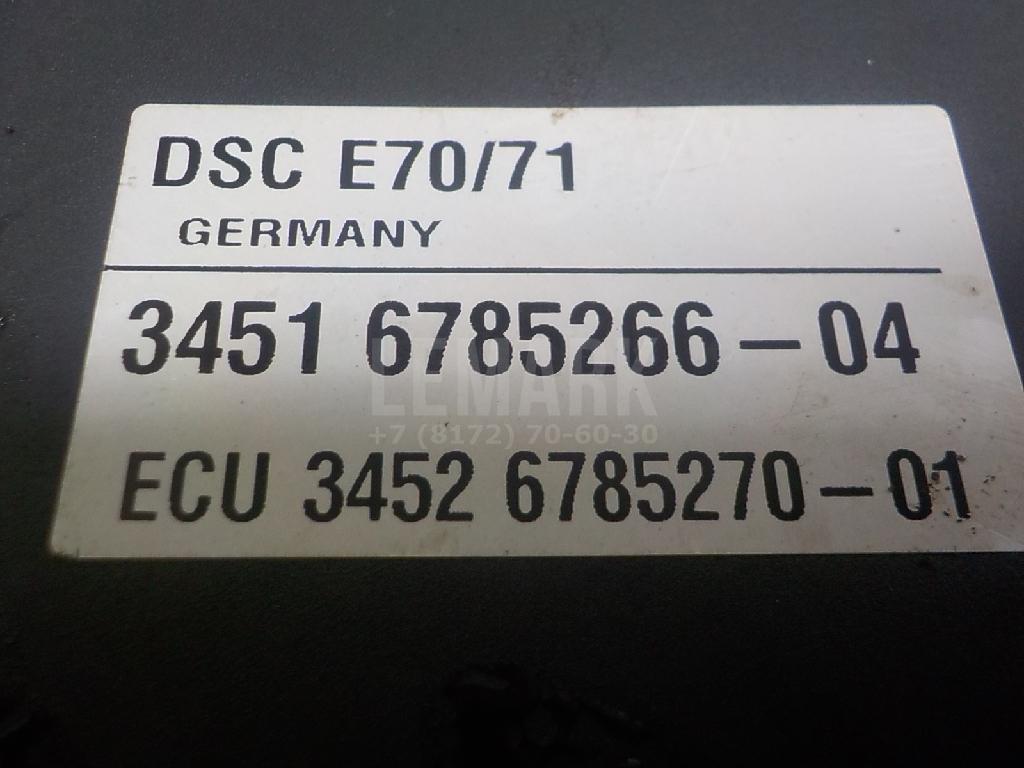 DSC E70/71
GERMANY
3451 6785266-04
LEMARK
+7 (8172) 70-60-30
ECU 3452 6785270-01